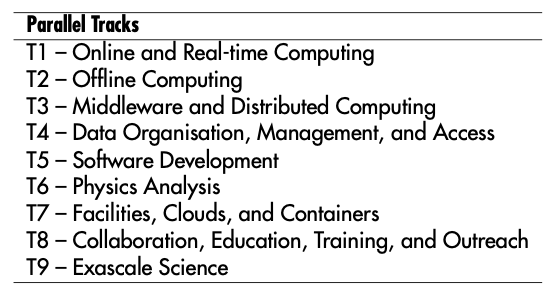 Parallel Tracks
T1 – Online and Real-time Computing
T2 – Offline Computing
T3 – Middleware and Distributed Computing
T4 – Data Organisation, Management, and Access
T5 – Software Development
T6 – Physics Analysis
T7 – Facilities, Clouds, and Containers
T8 – Collaboration, Education, Training, and Outreach
T9 – Exascale Science